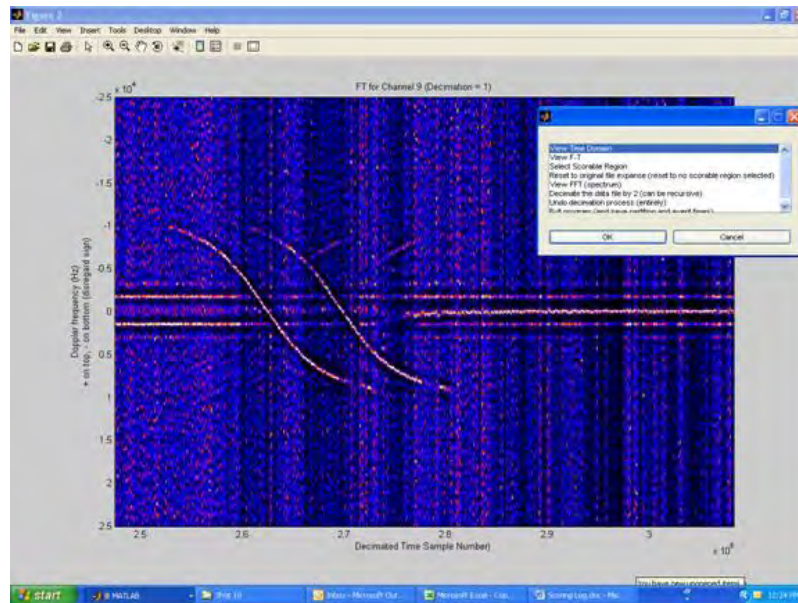 Figure 2
File Edit View Insert Tools Desktop Window Help
FT for Channel 9 (Decimation = 1)
x 10⁴
-2.5
-2
-1.5
-1
-0.5
0
0.5
1
1.5
2
2.5
Doppler frequency (Hz)
+ on top, - on bottom (disregard sign)
2.5 2.6 2.7 2.8 2.9 3
x 10⁶
Decimated Time Sample Number)
View Time Domain
View F-T
Select Scorable Region
Reset to original file expanse (reset to no scorable region selected)
View FFT (spectrum)
Decimate the data file by 2 (can be recursive)
Undo decimation process (entirely)
OK Cancel
You have new unopened items
start MATLAB Inbox - Microsoft Out... Microsoft Excel - Scoring Log.doc - Mic...